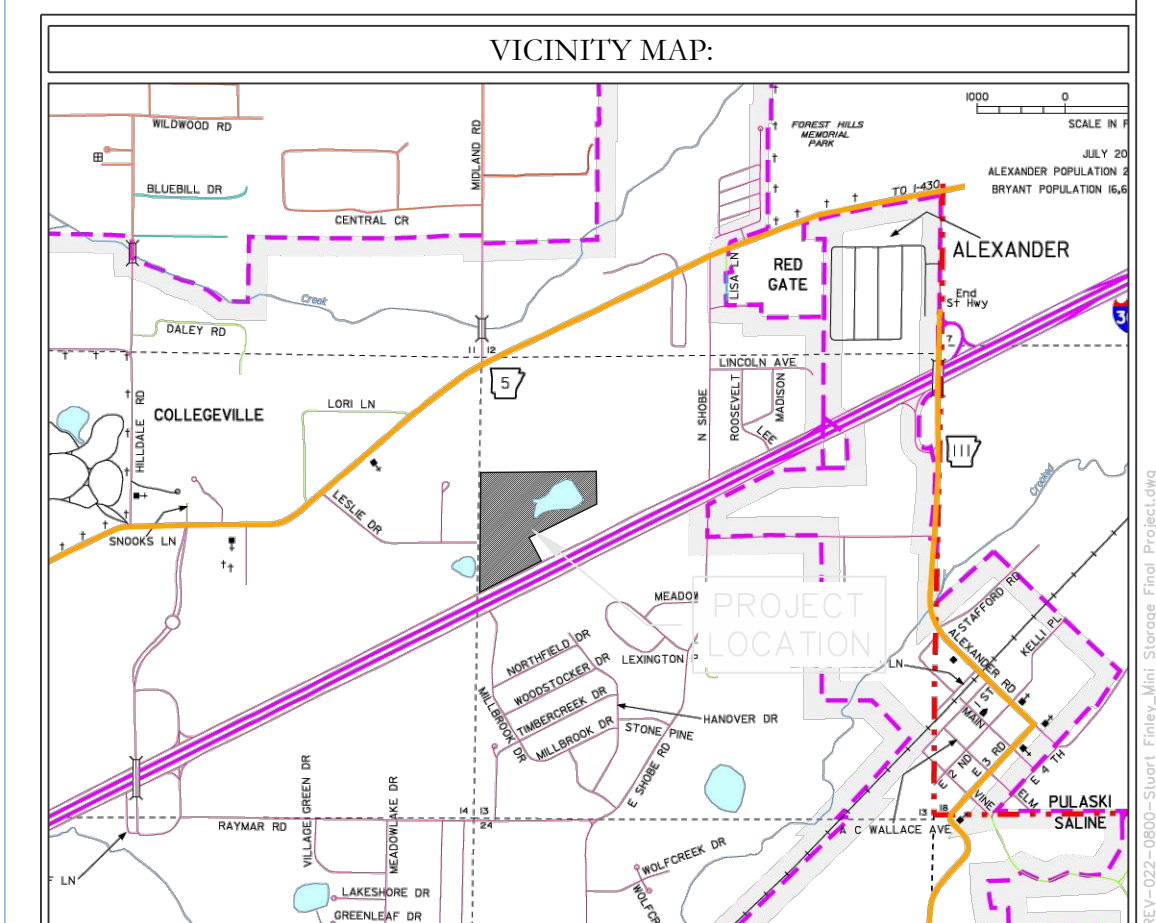 VICINITY MAP:
WILDWOOD RD
BLUEBILL DR
MIDLAND RD
CENTRAL CR
FOREST HILLS
MEMORIAL
PARK
1000 0
SCALE IN F
JULY 20
ALEXANDER POPULATION 2
BRYANT POPULATION 16,6
TO I-430
ALEXANDER
RED
GATE
LISA LN
End
St Hwy
Creek
DALEY RD
11 12
7
5
LINCOLN AVE
COLLEGEVILLE
HILLDALE RD
LORI LN
N SHOBE
ROOSEVELT
MADISON
LEE
111
LESLIE DR
SNOOKS LN
Crooked
PROJECT
LOCATION
MEADOW
LEXINGTON
STAFFORD RD
KELLI PL
ALEXANDER RD
LN
NORTHFIELD DR
WOODSTOCKER DR
TIMBERCREEK DR
MILLBROOK DR
MILLBROOK DR
HANOVER DR
STONE PINE
E SHOBE RD
I ST
MAIN
E 2 ND
E 3 RD
E 4 TH
VINE
ELM
PULASKI
SALINE
14 13
24
13 18
A C WALLACE AVE
RAYMAR RD
VILLAGE GREEN DR
MEADOWLAKE DR
WOLFCREEK DR
WOLFCR
F LN
LAKESHORE DR
GREENLEAF DR
REV-022-0800-Stuart Finley_Mini Storage Final Project.dwg